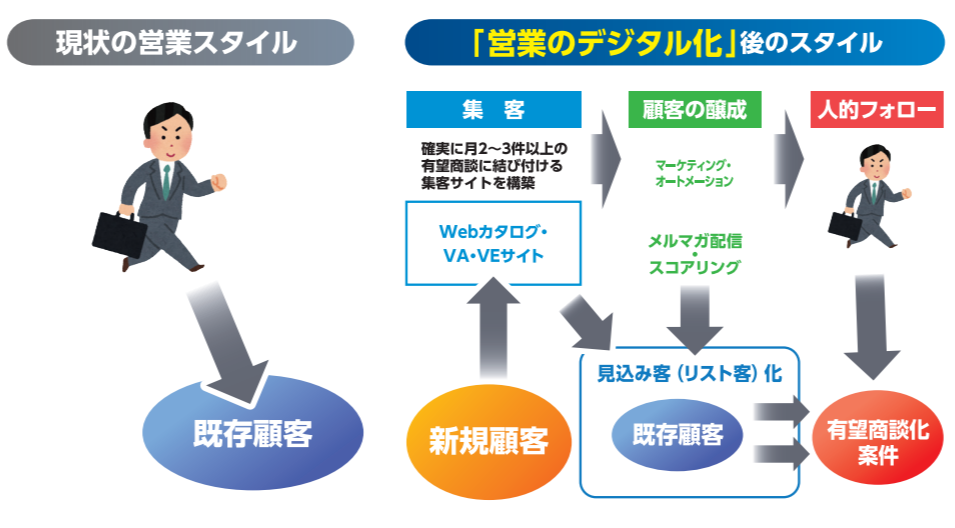 現状の営業スタイル
既存顧客
「営業のデジタル化」後のスタイル
集 客
確実に月2~3件以上の
有望商談に結び付ける
集客サイトを構築
Webカタログ・
VA・VEサイト
新規顧客
顧客の醸成
マーケティング・
オートメーション
メルマガ配信
・
スコアリング
見込み客(リスト客)化
既存顧客
人的フォロー
有望商談化
案件